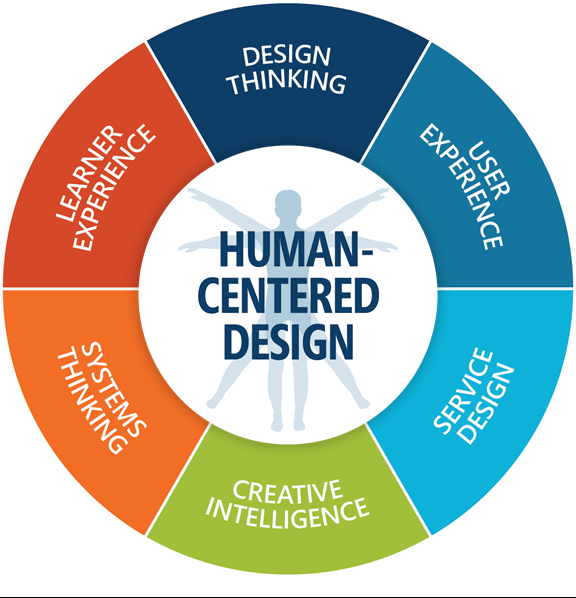 DESIGN
THINKING
USER
EXPERIENCE
SERVICE
DESIGN
CREATIVE
INTELLIGENCE
SYSTEMS
THINKING
LEARNER
EXPERIENCE
HUMAN-
CENTERED
DESIGN